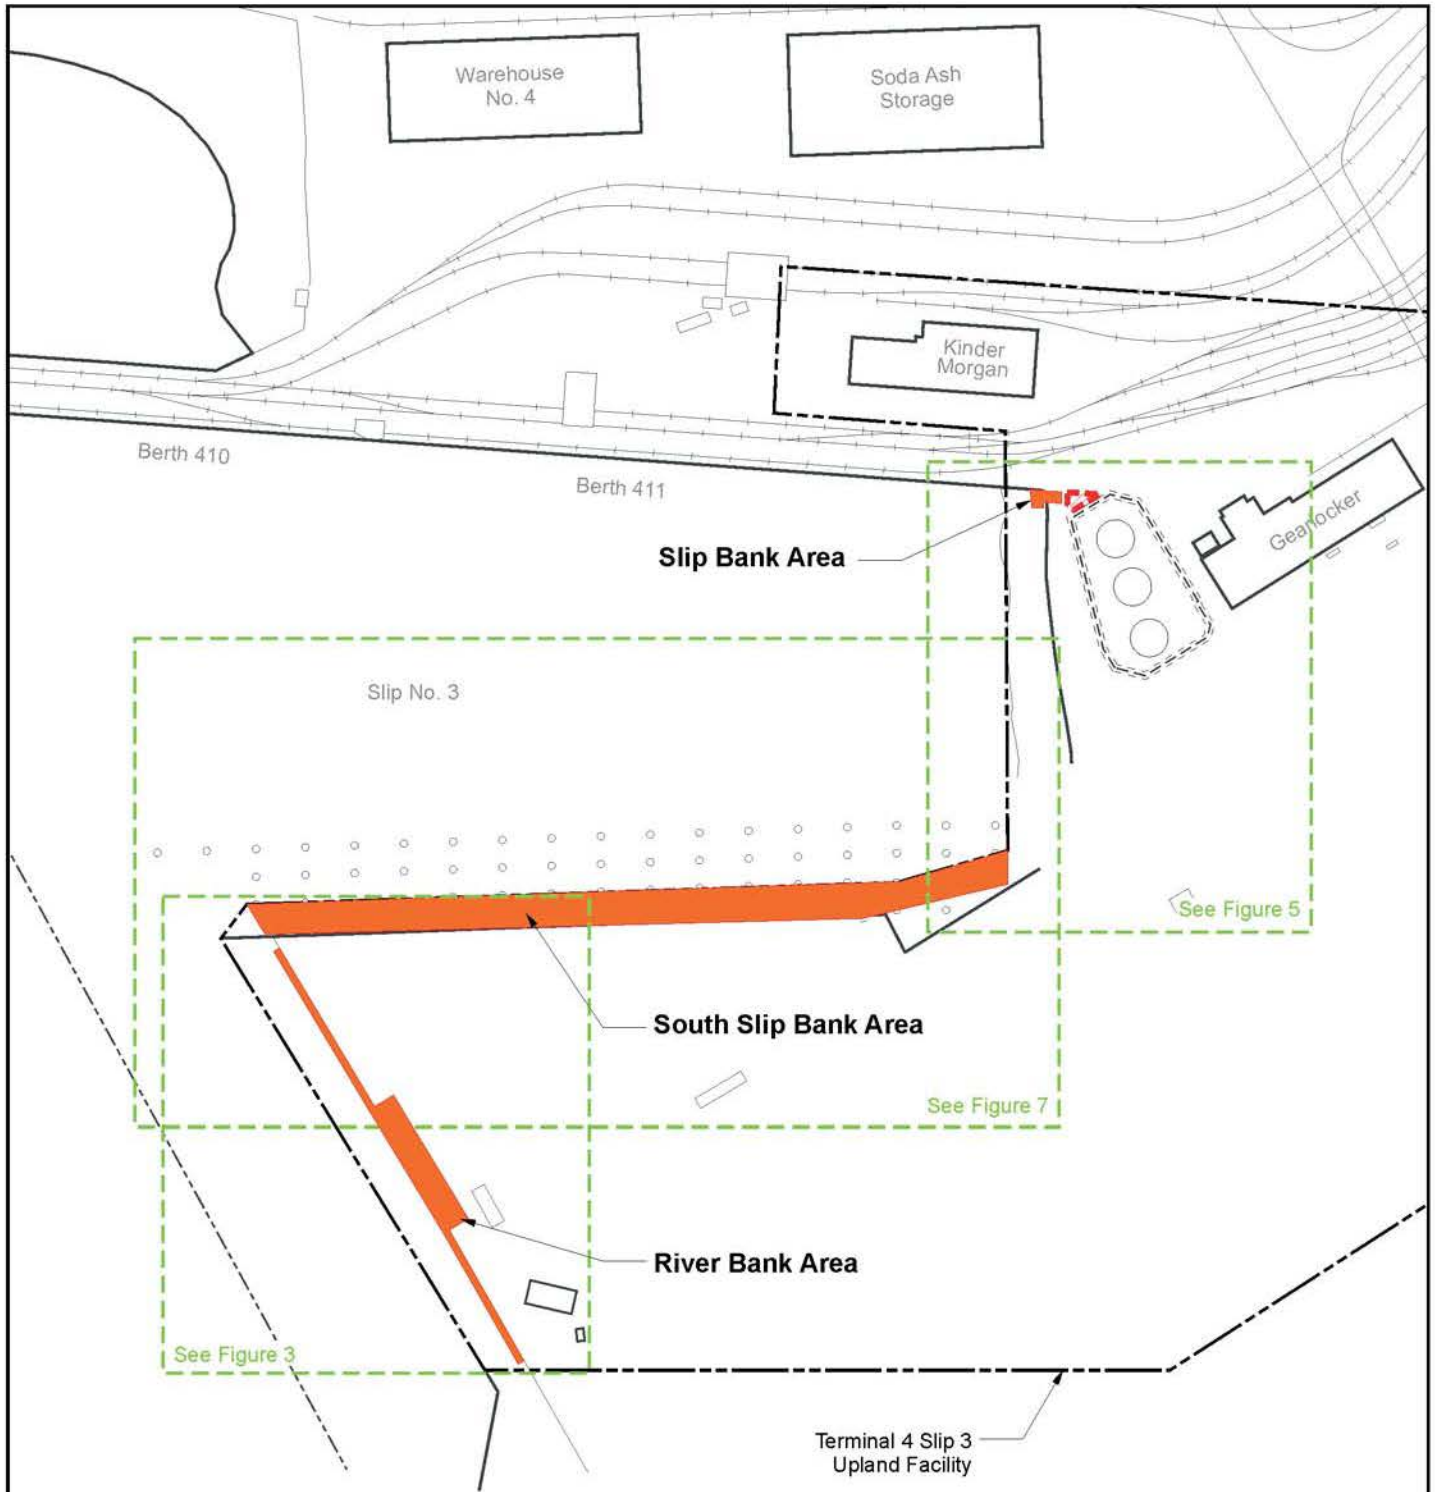 Warehouse
No. 4
Soda Ash
Storage
Kinder
Morgan
Berth 410
Berth 411
Geanocker
Slip Bank Area
Slip No. 3
See Figure 5
South Slip Bank Area
See Figure 7
River Bank Area
See Figure 3
Terminal 4 Slip 3
Upland Facility